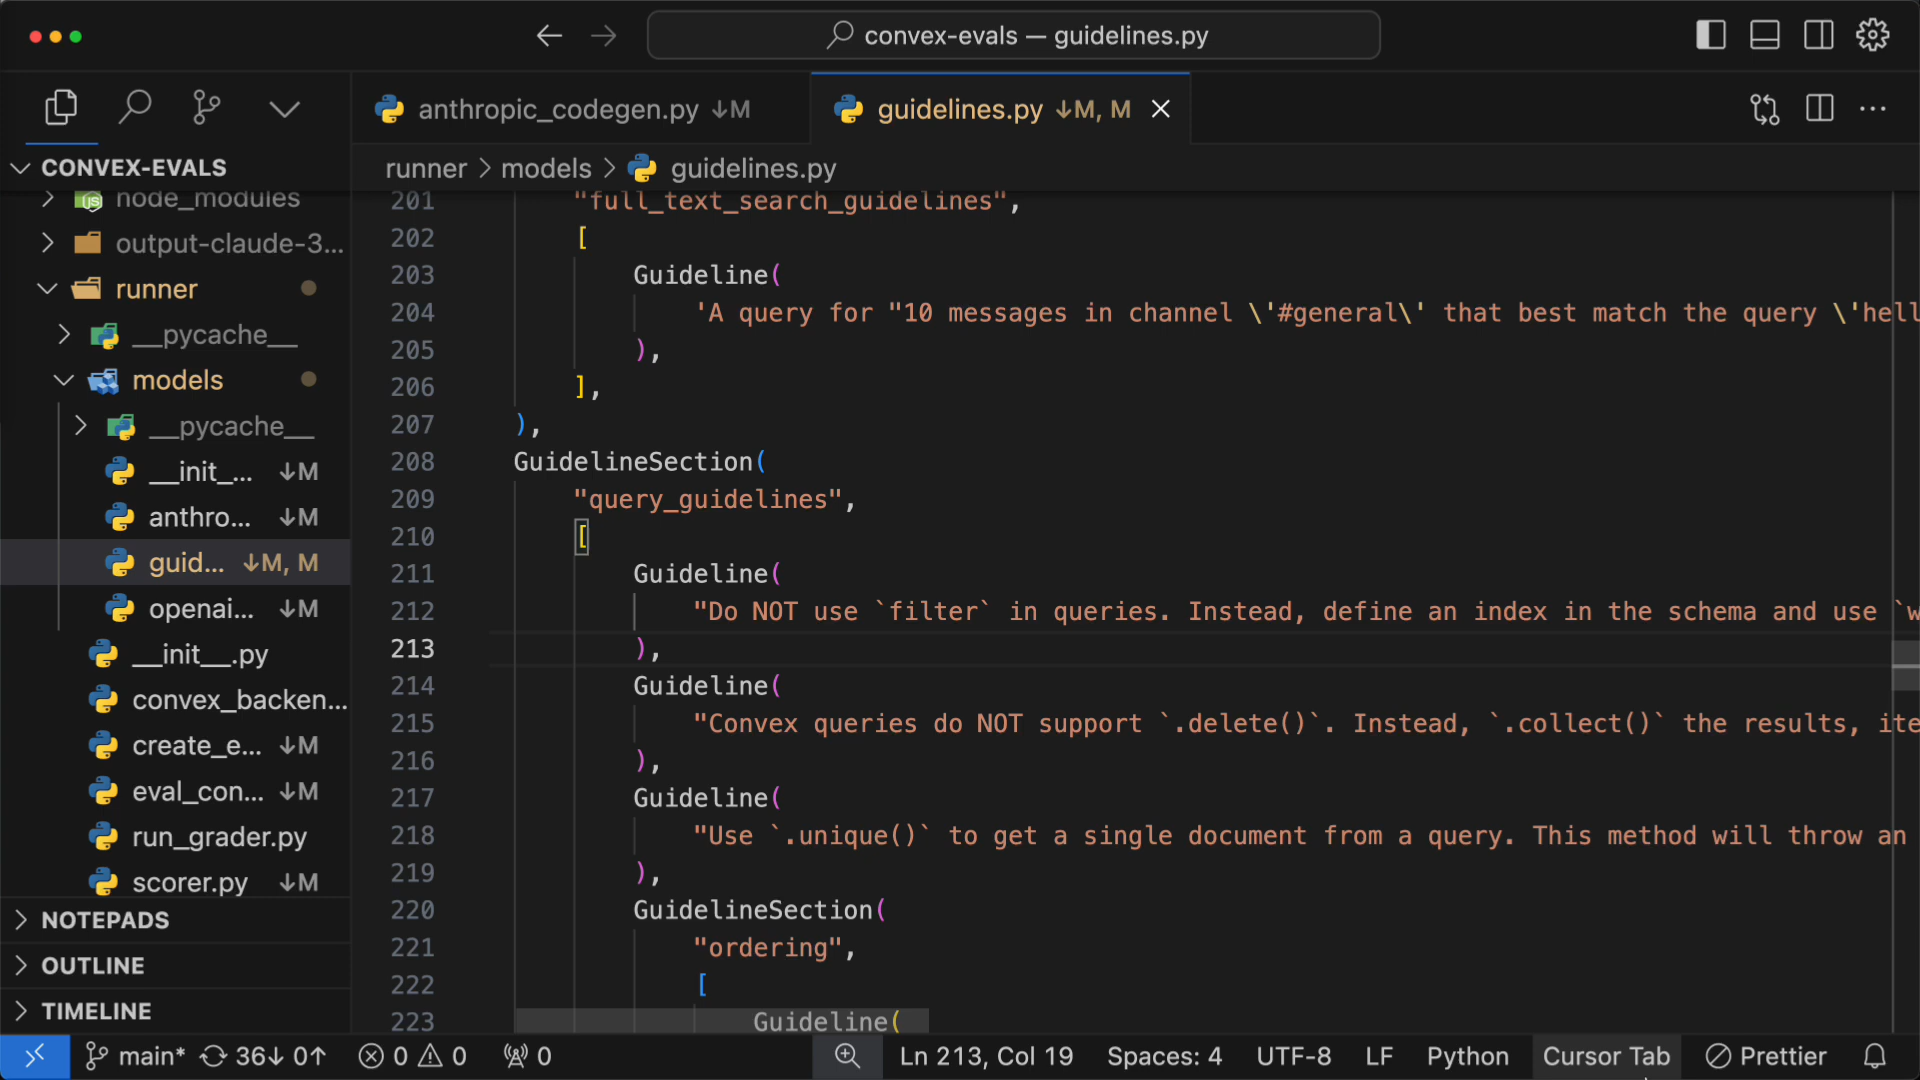 convex-evals — guidelines.py
anthropic_codegen.py ↓M
guidelines.py ↓M, M
CONVEX-EVALS
runner > models > guidelines.py
node_modules
output-claude-3...
runner
__pycache__
models
__pycache__
__init_... ↓M
anthro... ↓M
guid... ↓M, M
openai... ↓M
__init__.py
convex_backen...
create_e... ↓M
eval_con... ↓M
run_grader.py
scorer.py ↓M
NOTEPADS
OUTLINE
TIMELINE
201 "full_text_search_guidelines",
202 [
203 Guideline(
204 'A query for "10 messages in channel \'#general\' that best match the query \'hell
205 ),
206 ],
207 ),
208 GuidelineSection(
209 "query_guidelines",
210 [
211 Guideline(
212 "Do NOT use `filter` in queries. Instead, define an index in the schema and use `w
213 ),
214 Guideline(
215 "Convex queries do NOT support `.delete()`. Instead, `.collect()` the results, ite
216 ),
217 Guideline(
218 "Use `.unique()` to get a single document from a query. This method will throw an
219 ),
220 GuidelineSection(
221 "ordering",
222 [
223 Guideline(
main* 36↓ 0↑ 0 0 0 Ln 213, Col 19 Spaces: 4 UTF-8 LF Python Cursor Tab Prettier